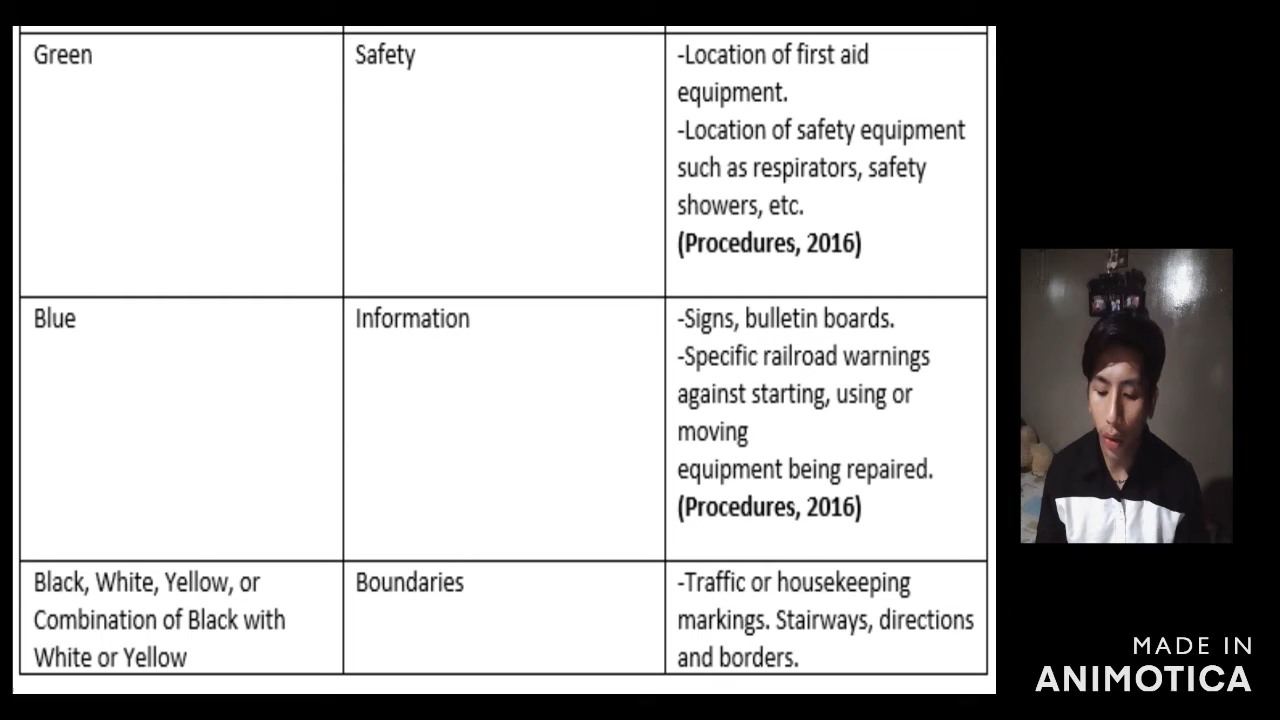 Green
Safety
-Location of first aid
equipment.
-Location of safety equipment
such as respirators, safety
showers, etc.
(Procedures, 2016)
Blue
Information
-Signs, bulletin boards.
-Specific railroad warnings
against starting, using or
moving
equipment being repaired.
(Procedures, 2016)
Black, White, Yellow, or
Combination of Black with
White or Yellow
Boundaries
-Traffic or housekeeping
markings. Stairways, directions
and borders.
MADE IN
ANIMOTICA